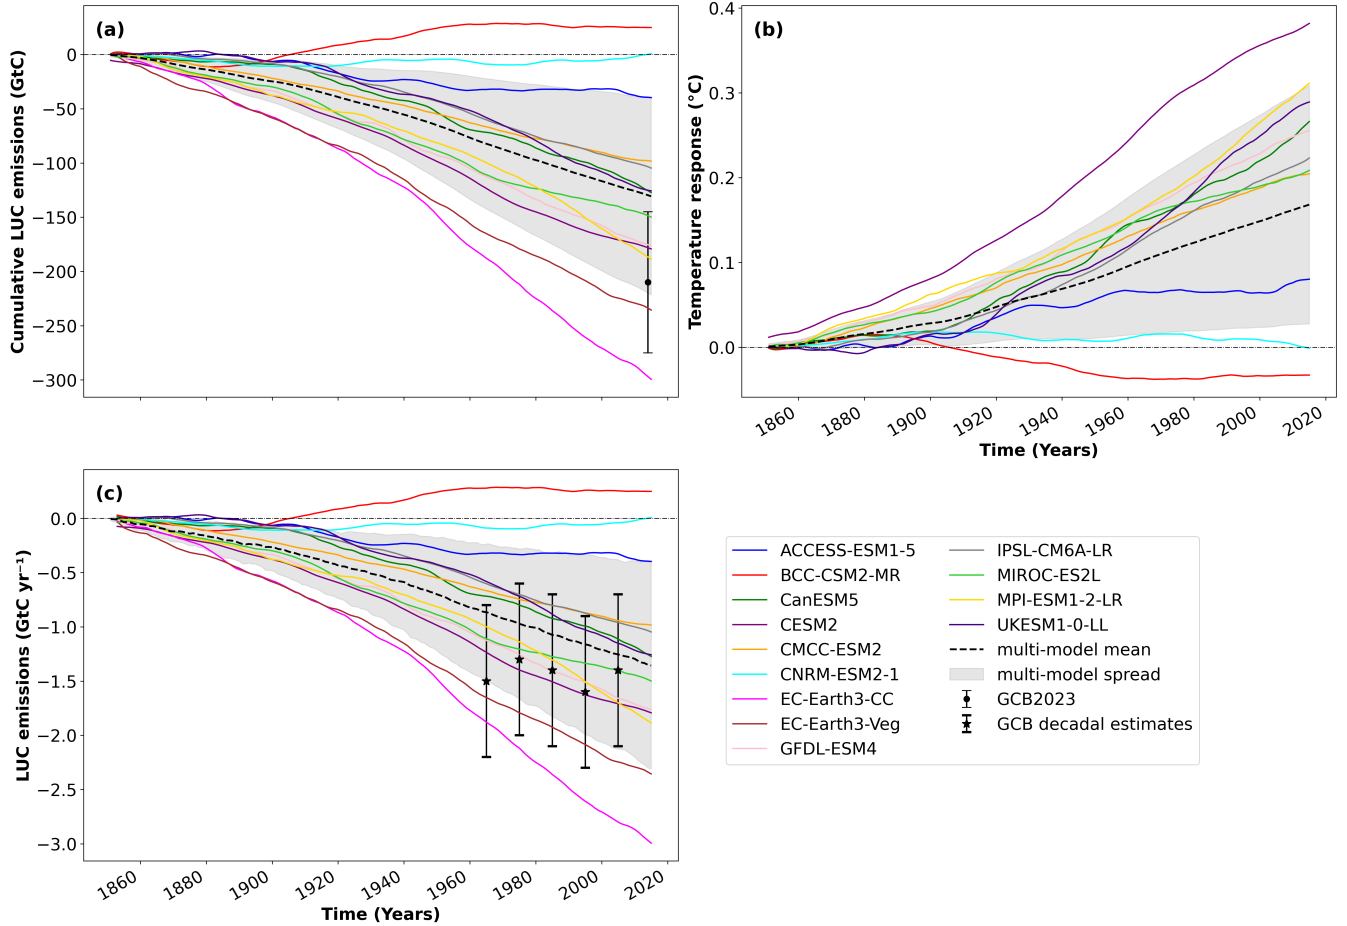 (a)
Cumulative LUC emissions (GtC)
0
−50
−100
−150
−200
−250
−300
(b)
Temperature response (°C)
0.4
0.3
0.2
0.1
0.0
1860 1880 1900 1920 1940 1960 1980 2000 2020
Time (Years)
(c)
LUC emissions (GtC yr⁻¹)
0.0
−0.5
−1.0
−1.5
−2.0
−2.5
−3.0
1860 1880 1900 1920 1940 1960 1980 2000 2020
Time (Years)
ACCESS-ESM1-5
BCC-CSM2-MR
CanESM5
CESM2
CMCC-ESM2
CNRM-ESM2-1
EC-Earth3-CC
EC-Earth3-Veg
GFDL-ESM4
IPSL-CM6A-LR
MIROC-ES2L
MPI-ESM1-2-LR
UKESM1-0-LL
multi-model mean
multi-model spread
GCB2023
GCB decadal estimates